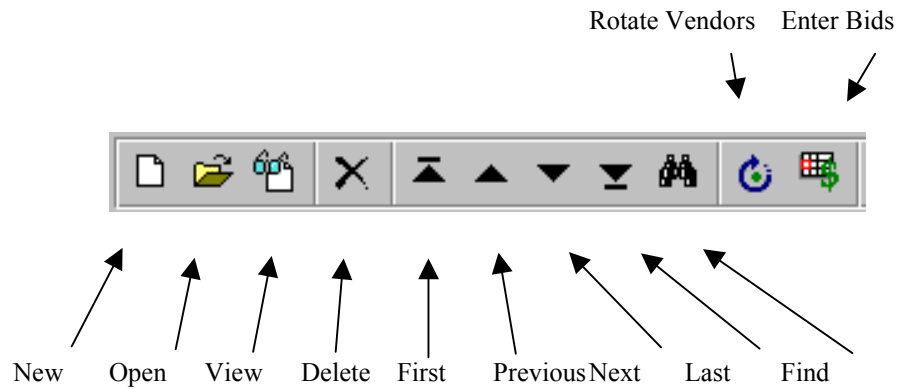 Rotate Vendors Enter Bids
New Open View Delete First Previous Next Last Find